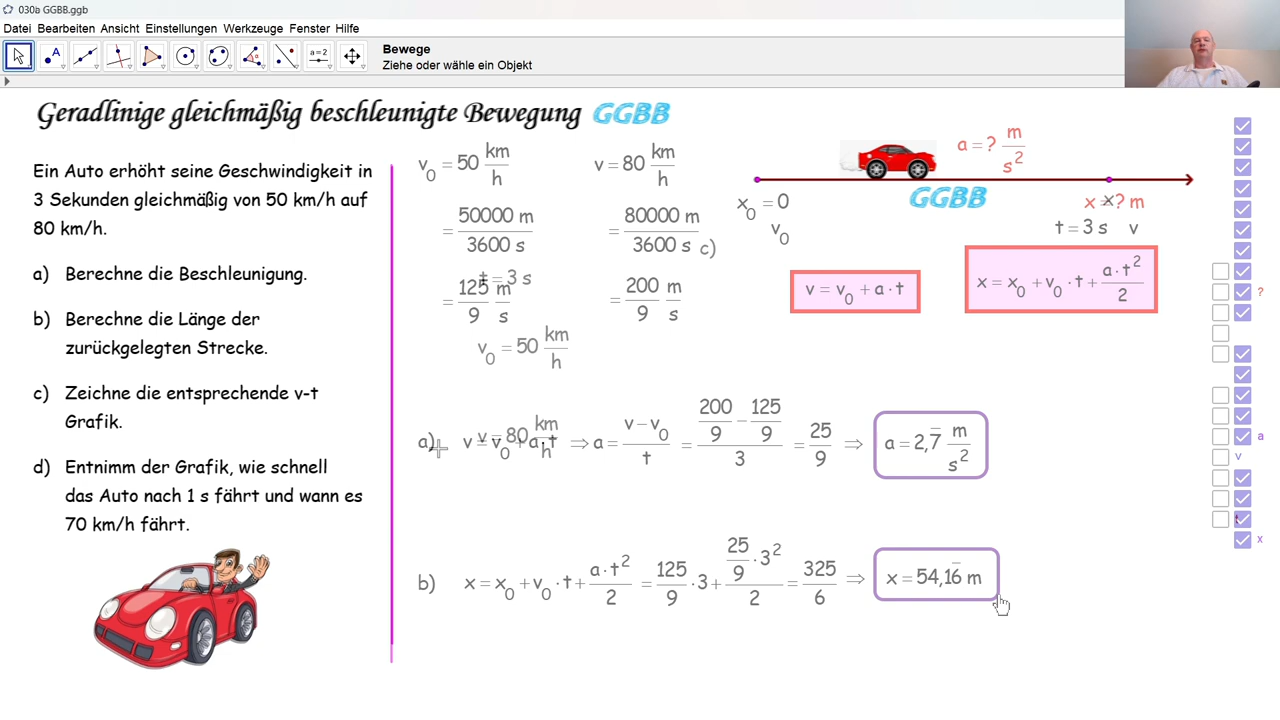 030b GGBB.ggb
Datei Bearbeiten Ansicht Einstellungen Werkzeuge Fenster Hilfe
A
a=2
Bewege
Ziehe oder wähle ein Objekt
Geradlinige gleichmäßig beschleunigte Bewegung GGBB
Ein Auto erhöht seine Geschwindigkeit in
3 Sekunden gleichmäßig von 50 km/h auf
80 km/h.
a) Berechne die Beschleunigung.
b) Berechne die Länge der
zurückgelegten Strecke.
c) Zeichne die entsprechende v-t
Grafik.
d) Entnimm der Grafik, wie schnell
das Auto nach 1 s fährt und wann es
70 km/h fährt.
v₀ = 50 km/h
v = 80 km/h
= 50000 m / 3600 s
= 80000 m / 3600 s
c)
t = 3 s
= 125/9 m/s
= 200/9 m/s
v₀ = 50 km/h
a = ? m/s²
GGBB
x₀ = 0
x = ? m
x
v₀
t = 3 s v
v = v₀ + a · t
x = x₀ + v₀ · t + a · t² / 2
v = 80 km/h
a) v = v₀ + a · t ⇒ a = v − v₀ / t = 200/9 − 125/9 / 3 = 25/9 ⇒ a = 2,7̅ m/s²
b) x = x₀ + v₀ · t + a · t² / 2 = 125/9 · 3 + 25/9 · 3² / 2 = 325/6 ⇒ x = 54,16̅ m
?
a
v
t
x